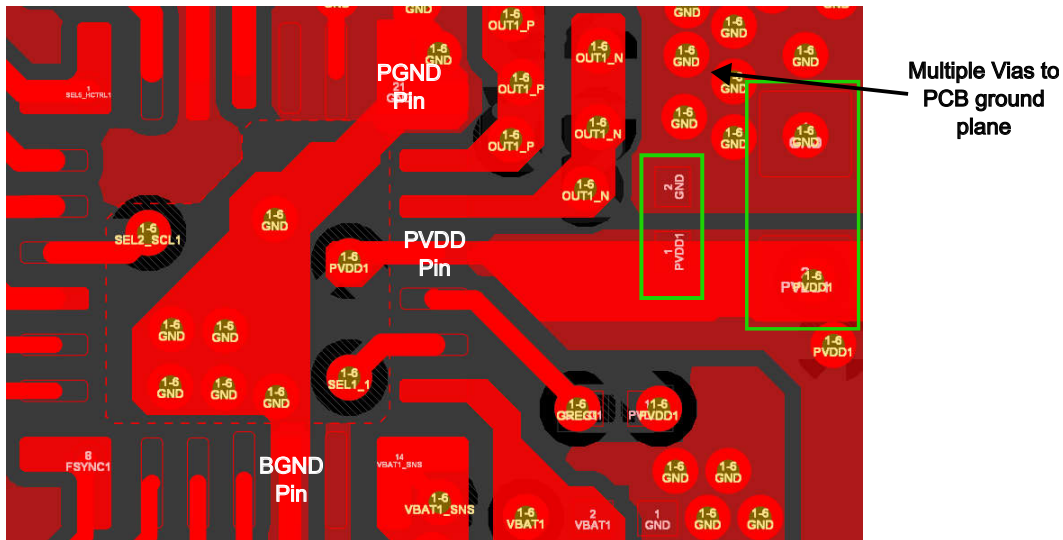 1-6
GND
1-6
OUT1_P
1-6
OUT1_N
1-6
GND
1-6
GND
1-6
GND
1-6
GND
Multiple Vias to
PCB ground
plane
PGND
Pin
21
1
SEL5_HCTRL1
1-6
OUT1_P
1-6
GND
1-6
GND
1-6
OUT1_P
1-6
OUT1_N
1-6
GND
1-6
1-6
OUT1_N
2
GND
1-6
GND
1-6
SEL2_SCL1
PVDD
Pin
1
PVDD1
1-6
PVDD1
1-6
PVDD1
1-6
GND
1-6
GND
1-6
PVDD1
1-6
GND
1-6
GND
1-6
GND
1-6
SEL1_1
1-6
PVDD1
8
FSYNC1
BGND
Pin
14
VBAT1_SNS
1-6
GND
1-6
GND
1-6
VBAT1_SNS
1-6
VBAT1
2
VBAT1
1
GND
1-6
GND
1-6
GND